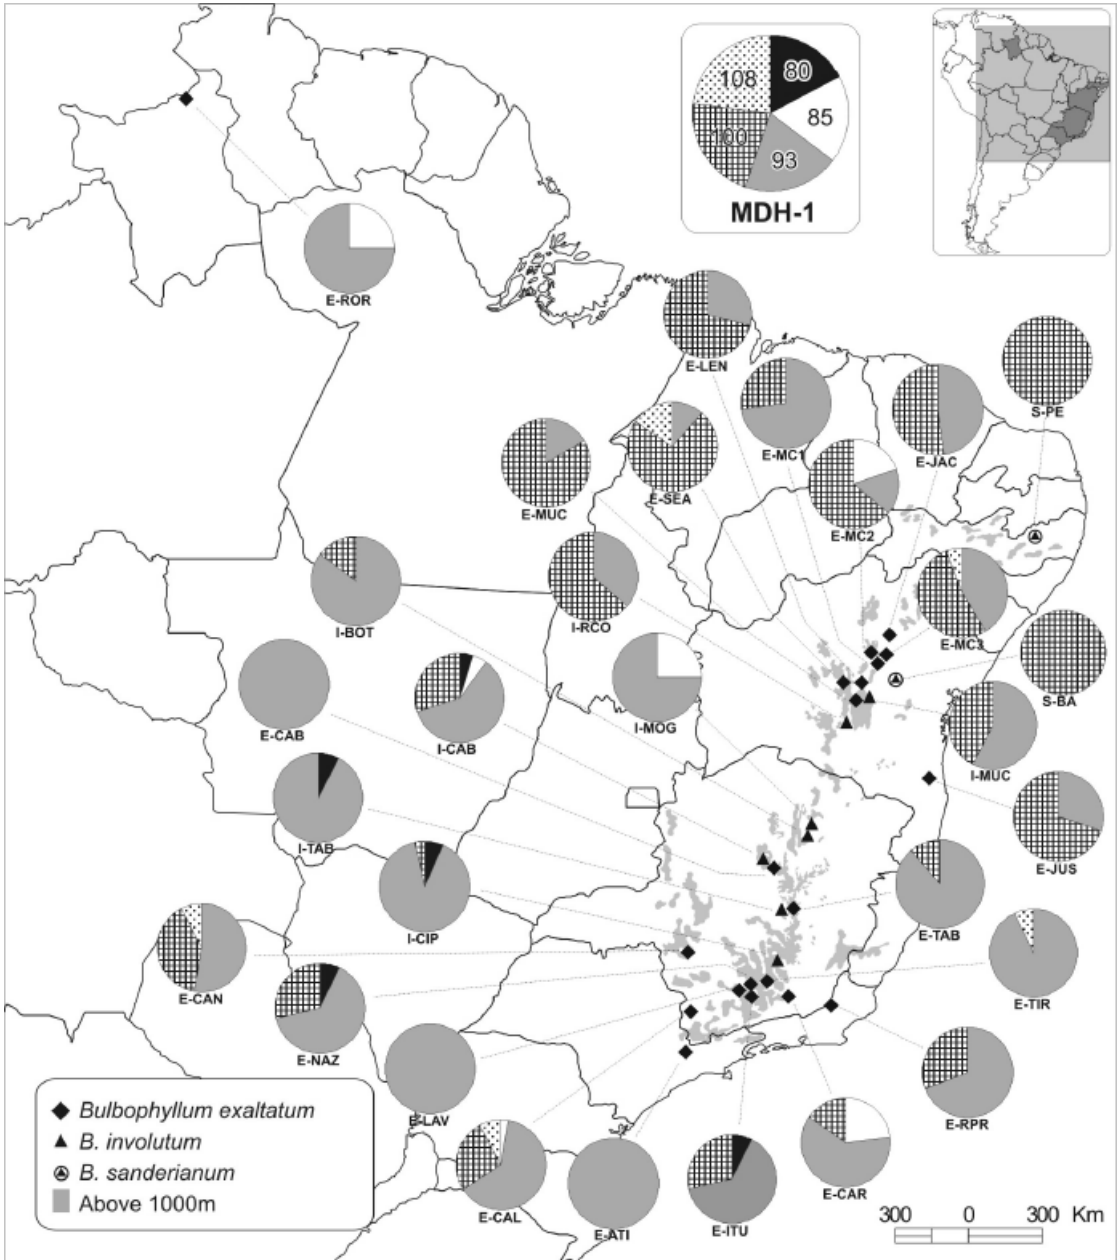 108
80
100
85
93
MDH-1
E-ROR
E-LEN
S-PE
E-MC1
E-JAC
E-SEA
E-MUC
E-MC2
I-BOT
I-RCO
E-MC3
S-BA
I-MOG
E-CAB
I-CAB
I-MUC
I-TAB
E-JUS
I-CIP
E-TAB
E-CAN
E-TIR
E-NAZ
E-LAV
E-RPR
E-CAL
E-ATI
E-ITU
E-CAR
Bulbophyllum exaltatum
B. involutum
B. sanderianum
Above 1000m
300 0 300 Km